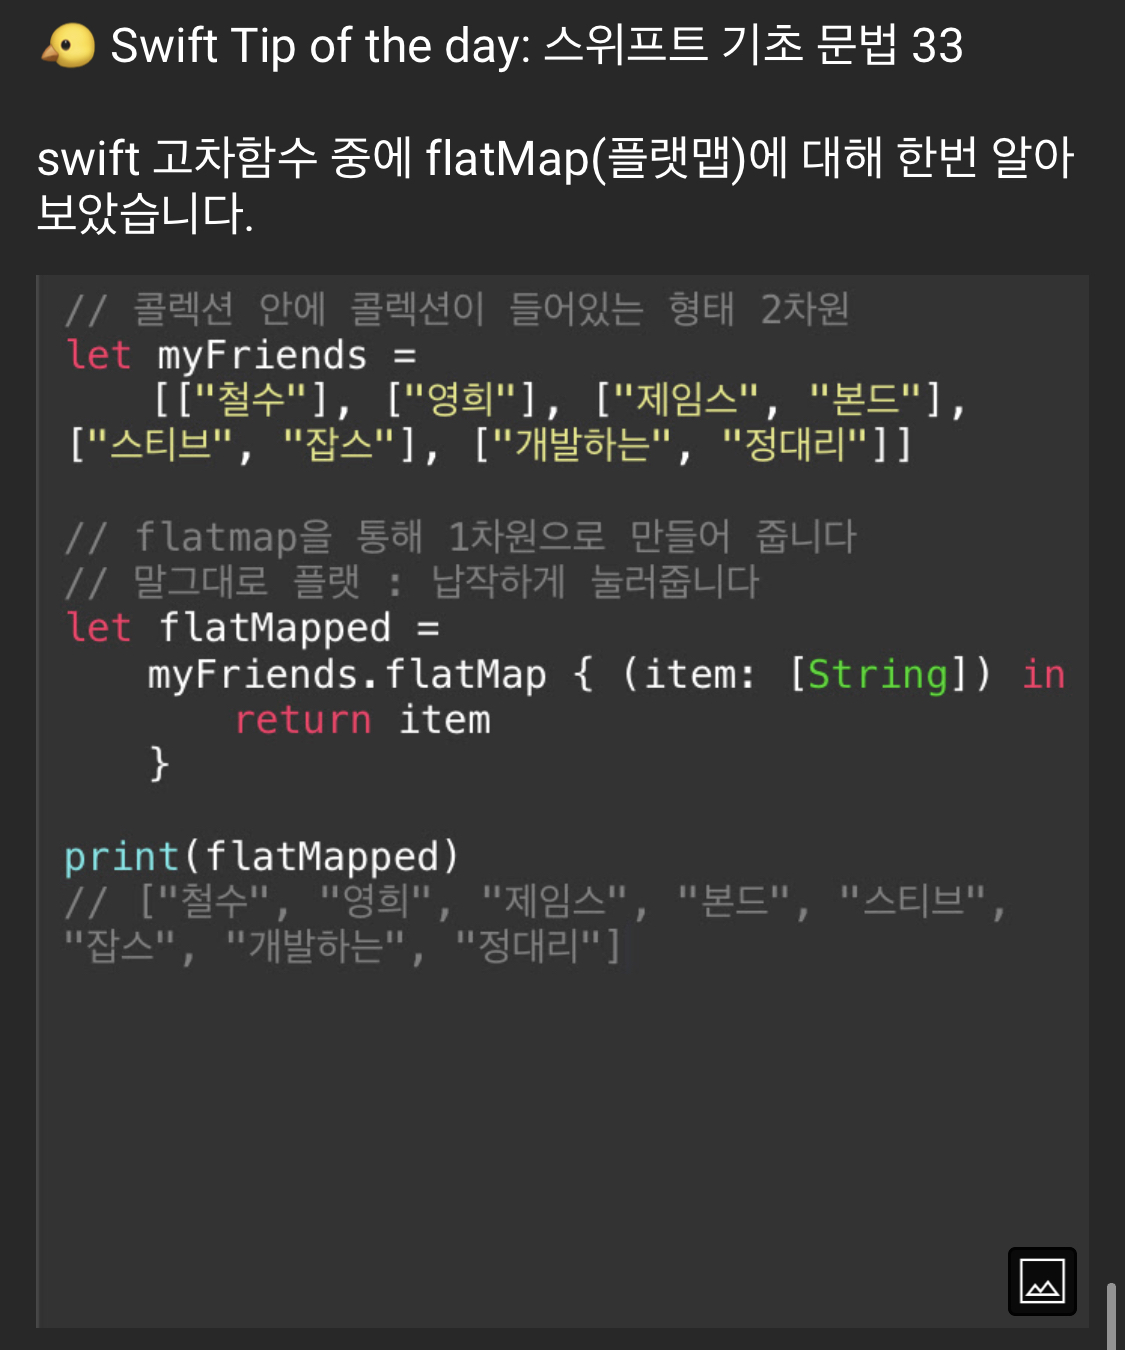 🐤 Swift Tip of the day: 스위프트 기초 문법 33
swift 고차함수 중에 flatMap(플랫맵)에 대해 한번 알아
보았습니다.
// 콜렉션 안에 콜렉션이 들어있는 형태 2차원
let myFriends =
    [["철수"], ["영희"], ["제임스", "본드"],
["스티브", "잡스"], ["개발하는", "정대리"]]
// flatmap을 통해 1차원으로 만들어 줍니다
// 말그대로 플랫 : 납작하게 눌러줍니다
let flatMapped =
    myFriends.flatMap { (item: [String]) in
        return item
    }
print(flatMapped)
// ["철수", "영희", "제임스", "본드", "스티브",
"잡스", "개발하는", "정대리"]